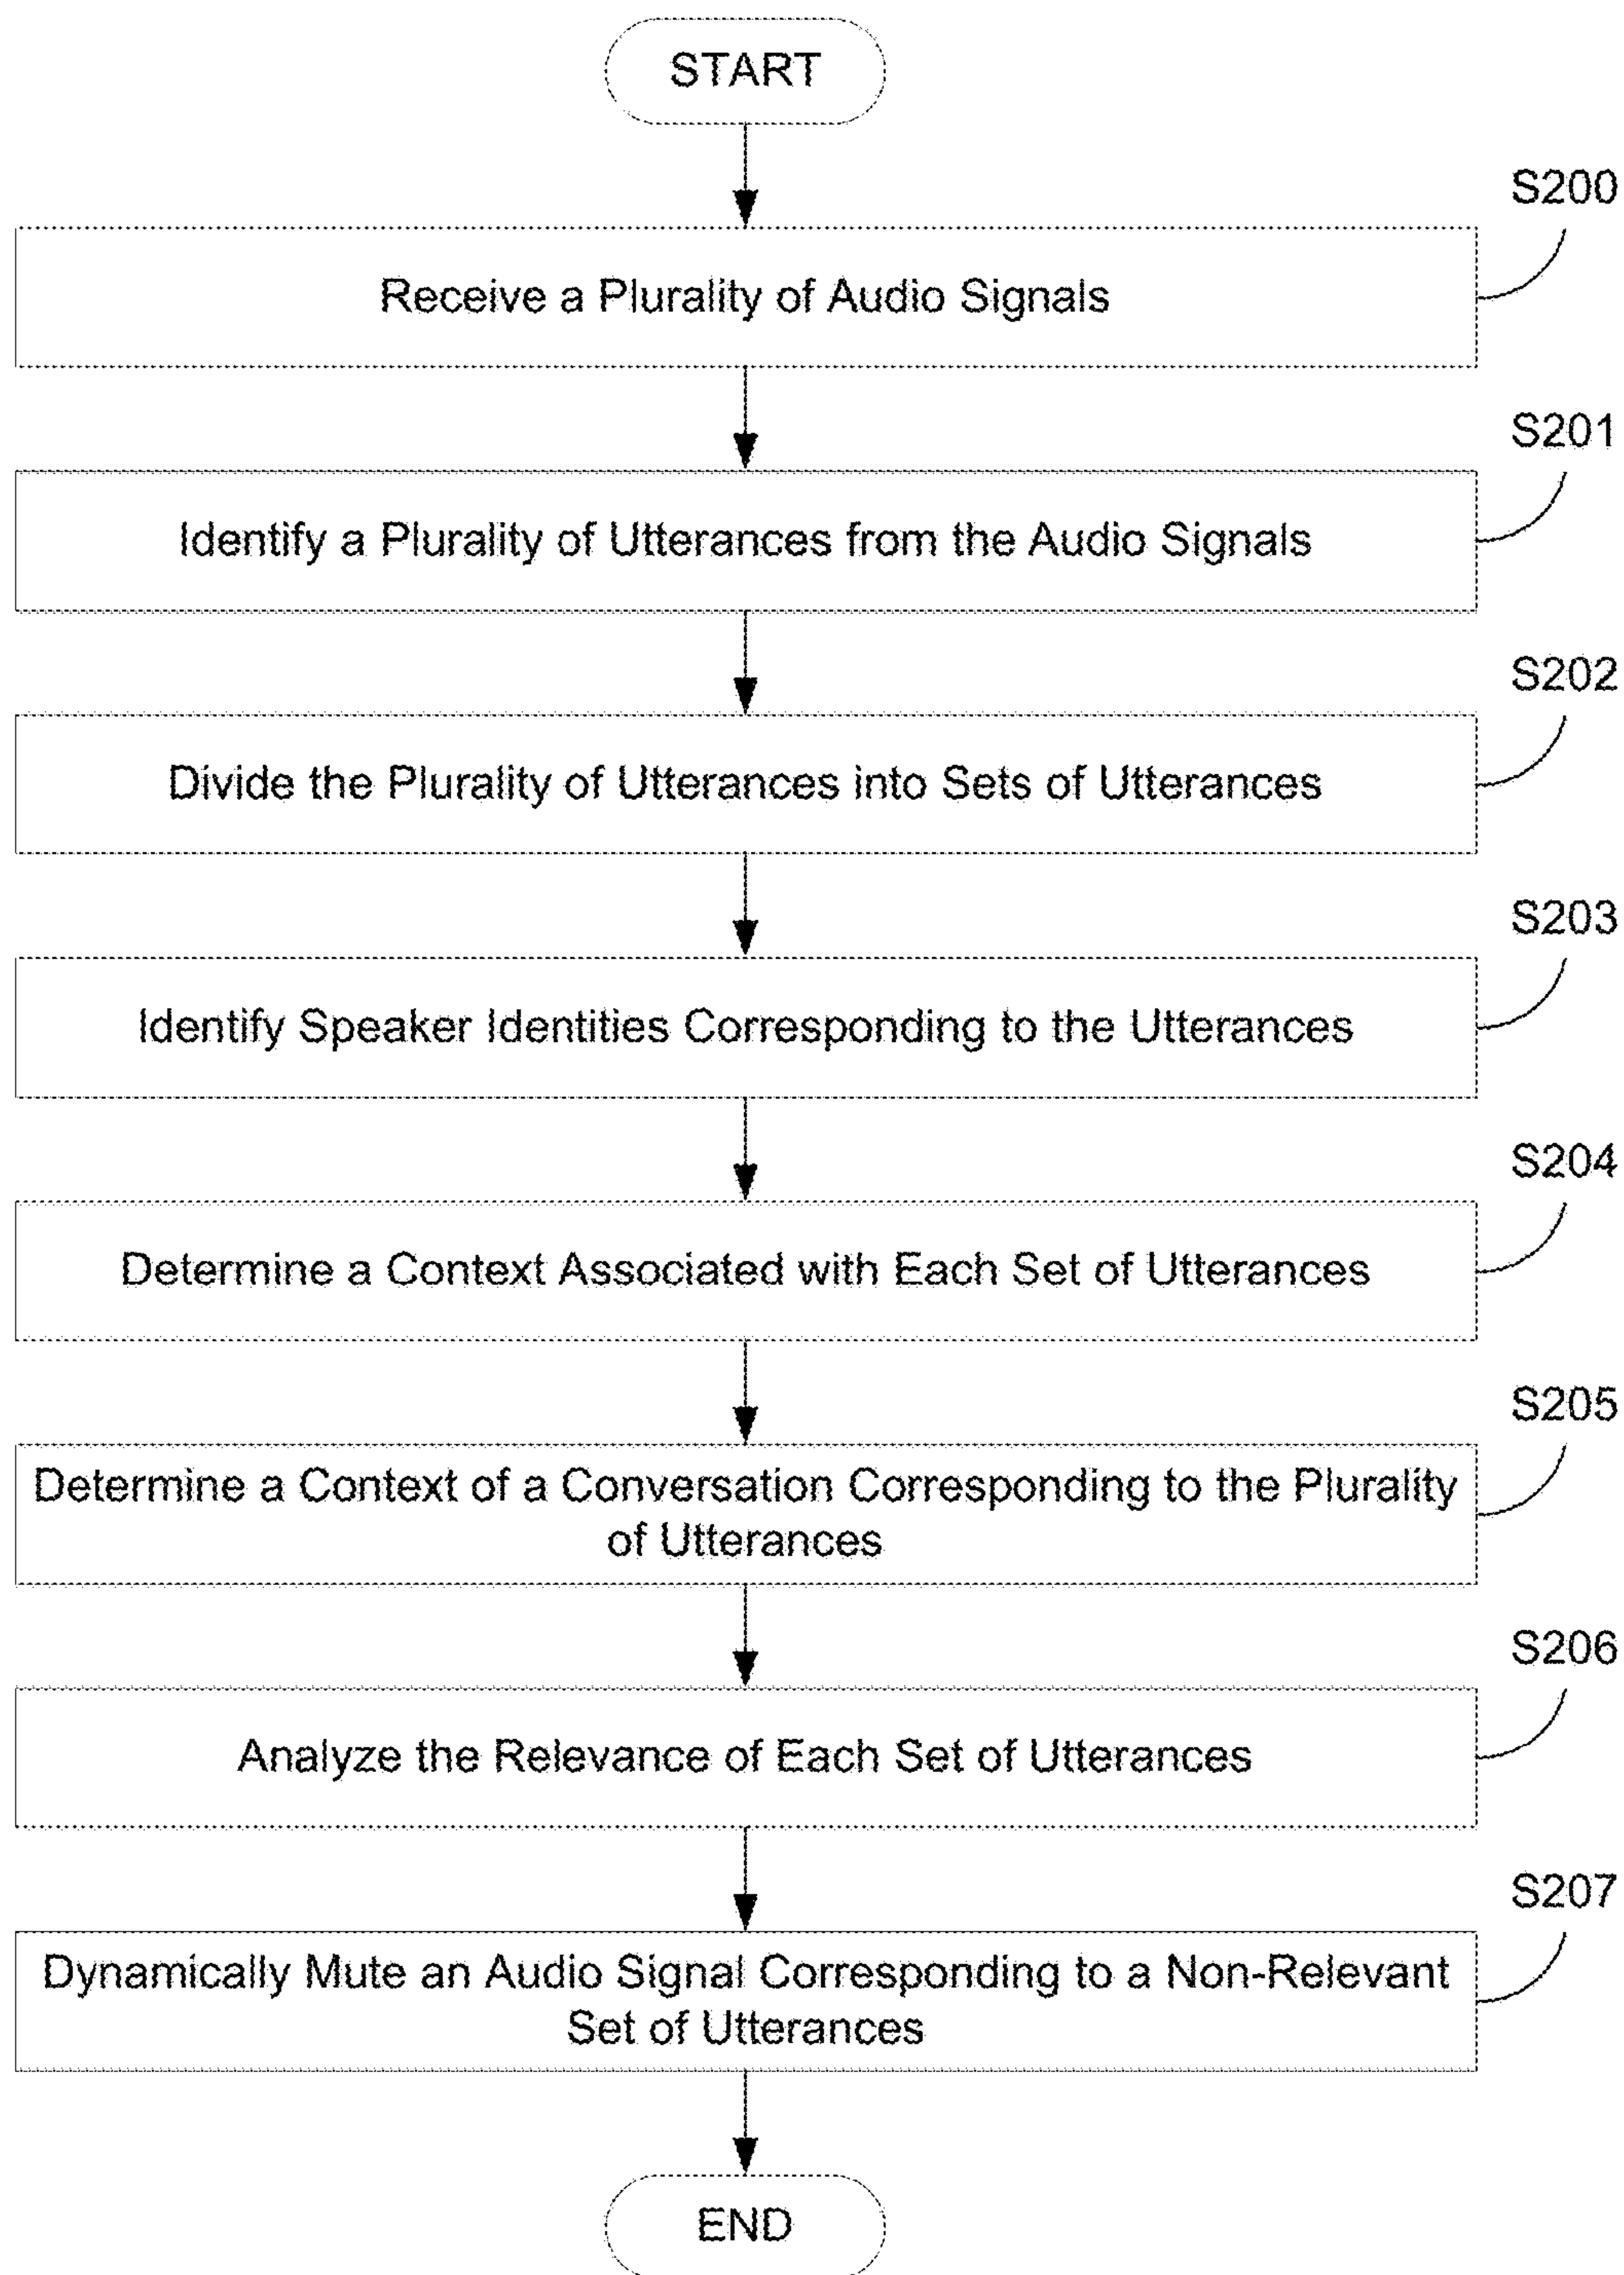 START
S200
Receive a Plurality of Audio Signals
S201
Identify a Plurality of Utterances from the Audio Signals
S202
Divide the Plurality of Utterances into Sets of Utterances
S203
Identify Speaker Identities Corresponding to the Utterances
S204
Determine a Context Associated with Each Set of Utterances
S205
Determine a Context of a Conversation Corresponding to the Plurality
of Utterances
S206
Analyze the Relevance of Each Set of Utterances
S207
Dynamically Mute an Audio Signal Corresponding to a Non-Relevant
Set of Utterances
END